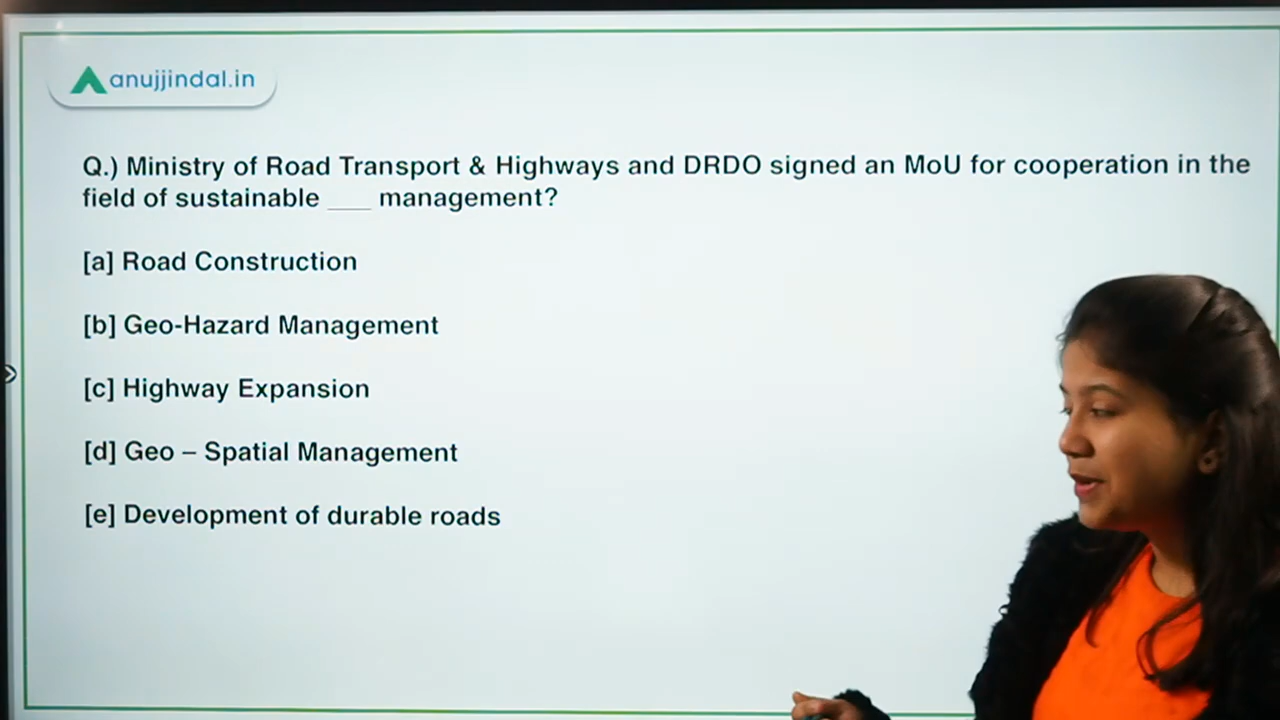 anujjindal.in
Q.) Ministry of Road Transport & Highways and DRDO signed an MoU for cooperation in the
field of sustainable ___ management?
[a] Road Construction
[b] Geo-Hazard Management
[c] Highway Expansion
[d] Geo – Spatial Management
[e] Development of durable roads